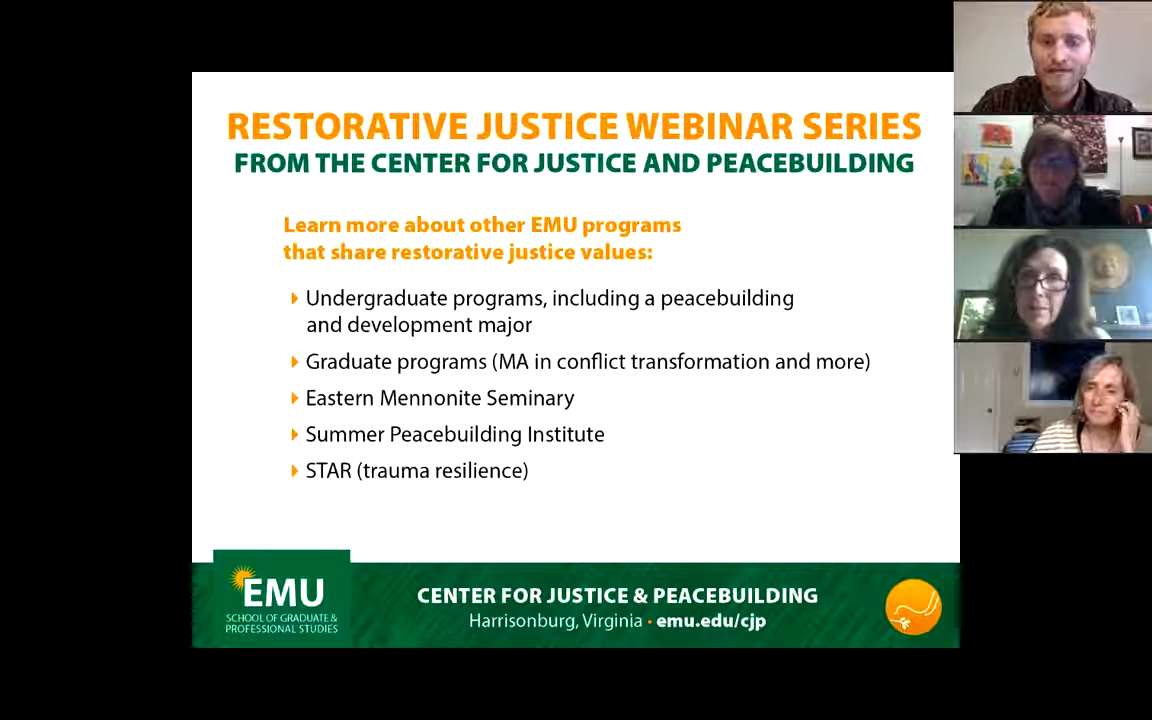 RESTORATIVE JUSTICE WEBINAR SERIES
FROM THE CENTER FOR JUSTICE AND PEACEBUILDING
Learn more about other EMU programs
that share restorative justice values:
Undergraduate programs, including a peacebuilding
and development major
Graduate programs (MA in conflict transformation and more)
Eastern Mennonite Seminary
Summer Peacebuilding Institute
STAR (trauma resilience)
EMU
SCHOOL OF GRADUATE &
PROFESSIONAL STUDIES
CENTER FOR JUSTICE & PEACEBUILDING
Harrisonburg, Virginia • emu.edu/cjp